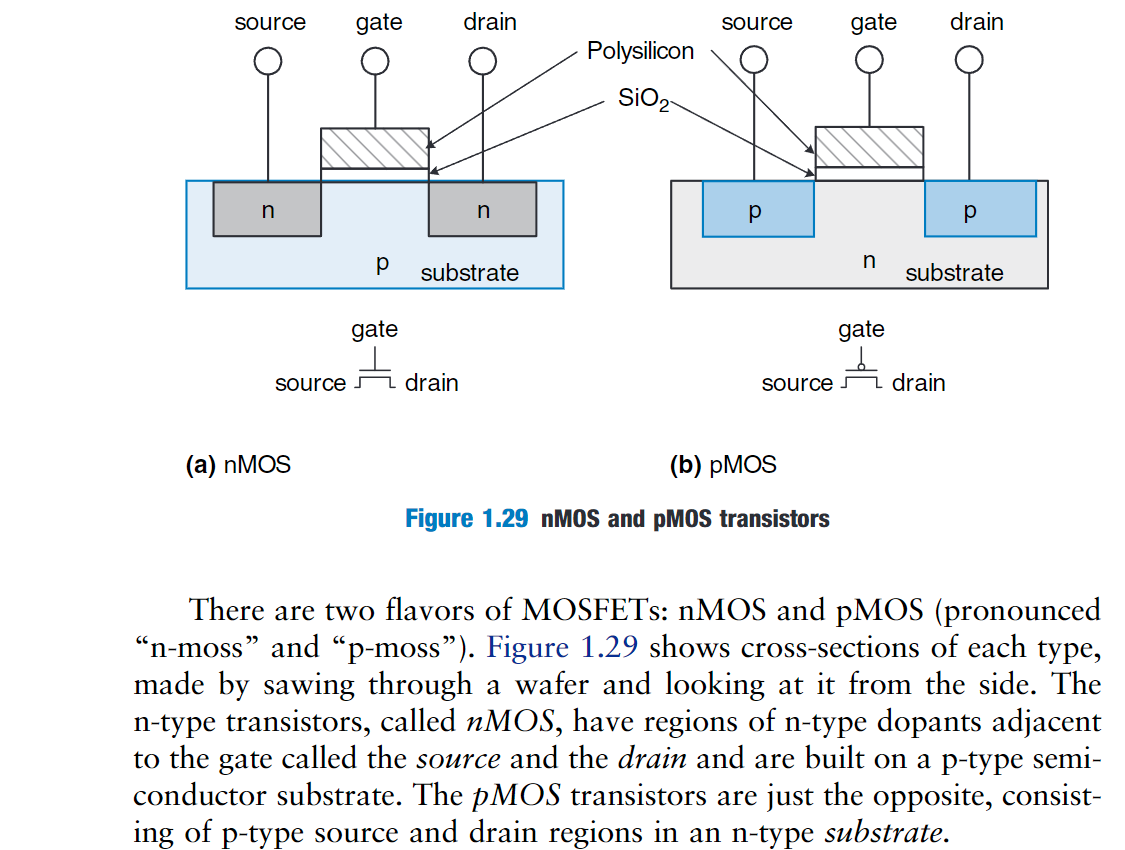 source gate drain source gate drain
Polysilicon
SiO2
n n p p
p substrate n substrate
gate gate
source drain source drain
(a) nMOS (b) pMOS
Figure 1.29 nMOS and pMOS transistors
There are two flavors of MOSFETs: nMOS and pMOS (pronounced
“n-moss” and “p-moss”). Figure 1.29 shows cross-sections of each type,
made by sawing through a wafer and looking at it from the side. The
n-type transistors, called nMOS, have regions of n-type dopants adjacent
to the gate called the source and the drain and are built on a p-type semi-
conductor substrate. The pMOS transistors are just the opposite, consist-
ing of p-type source and drain regions in an n-type substrate.